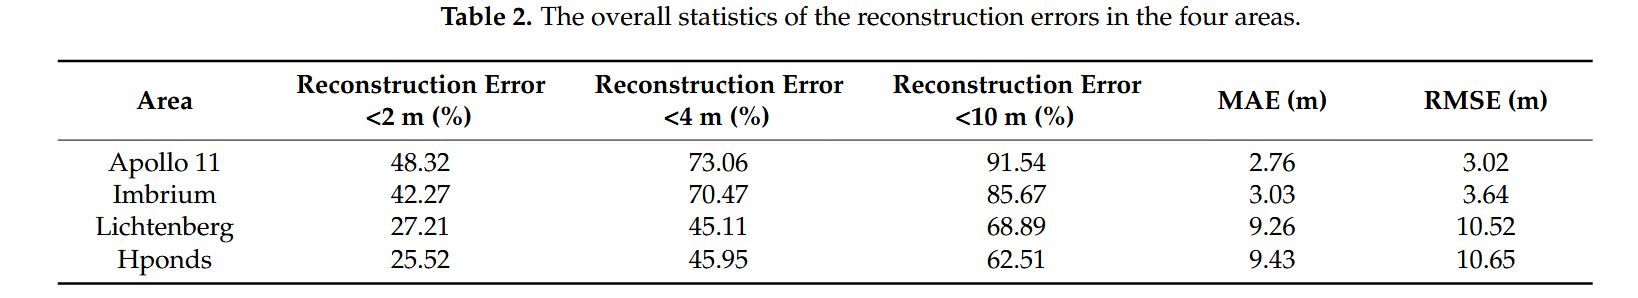 Table 2. The overall statistics of the reconstruction errors in the four areas.
Area Reconstruction Error <2 m (%) Reconstruction Error <4 m (%) Reconstruction Error <10 m (%) MAE (m) RMSE (m)
Apollo 11 48.32 73.06 91.54 2.76 3.02
Imbrium 42.27 70.47 85.67 3.03 3.64
Lichtenberg 27.21 45.11 68.89 9.26 10.52
Hponds 25.52 45.95 62.51 9.43 10.65